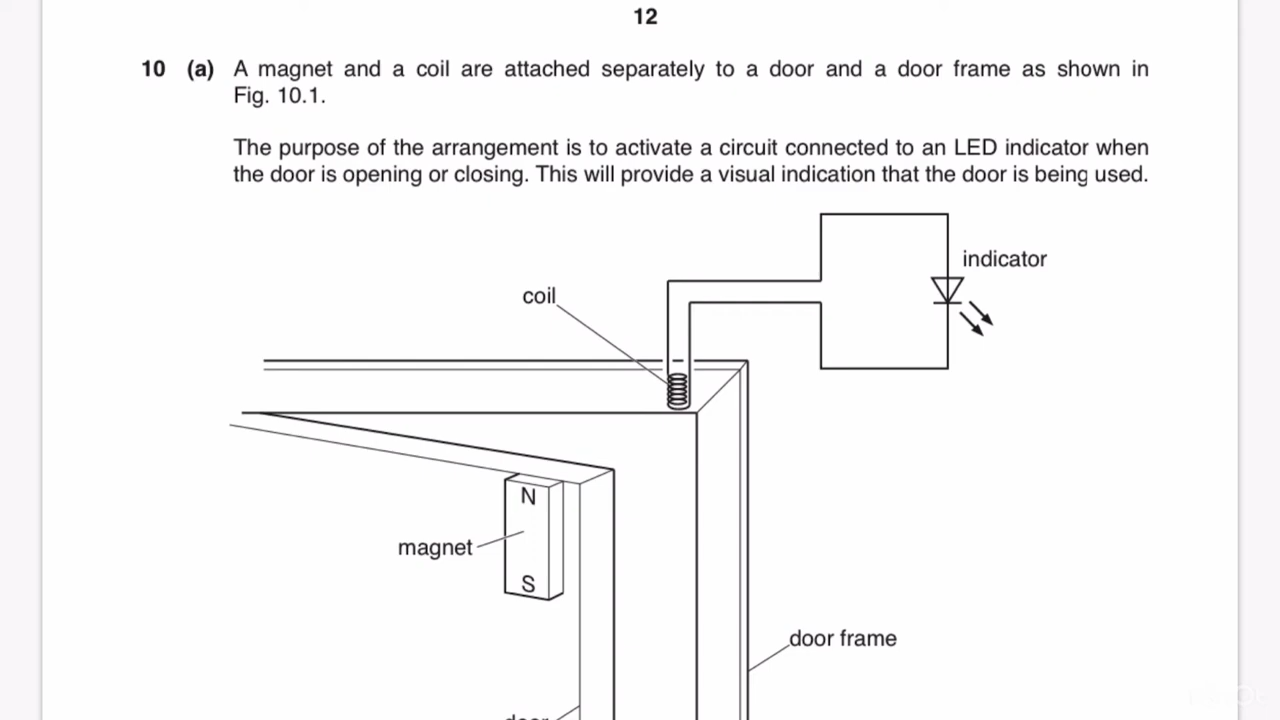 12
10 (a) A magnet and a coil are attached separately to a door and a door frame as shown in
Fig. 10.1.
The purpose of the arrangement is to activate a circuit connected to an LED indicator when
the door is opening or closing. This will provide a visual indication that the door is being used.
indicator
coil
N
magnet
S
door frame